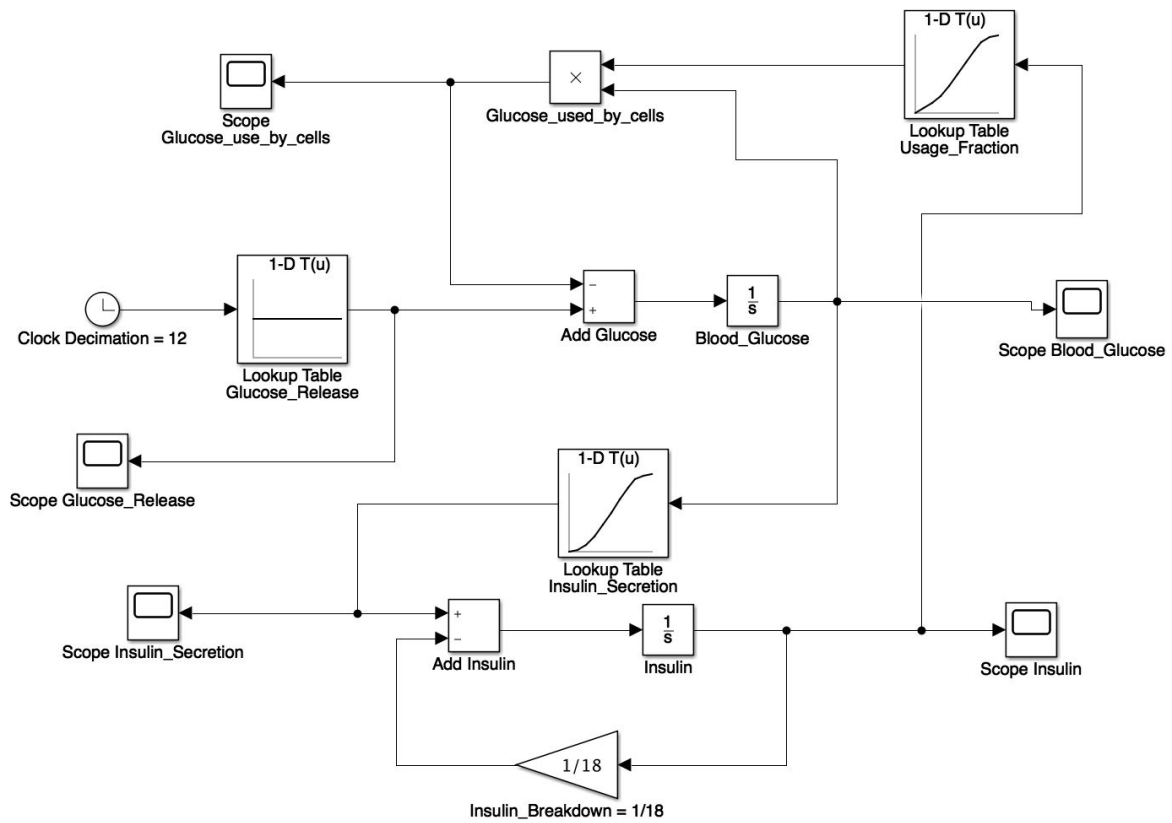 1-D T(u)
Lookup Table
Usage_Fraction
×
Glucose_used_by_cells
Scope
Glucose_use_by_cells
1-D T(u)
Lookup Table
Glucose_Release
Clock Decimation = 12
−
+
Add Glucose
1
s
Blood_Glucose
Scope Blood_Glucose
Scope Glucose_Release
1-D T(u)
Lookup Table
Insulin_Secretion
Scope Insulin_Secretion
+
−
Add Insulin
1
s
Insulin
Scope Insulin
1/18
Insulin_Breakdown = 1/18